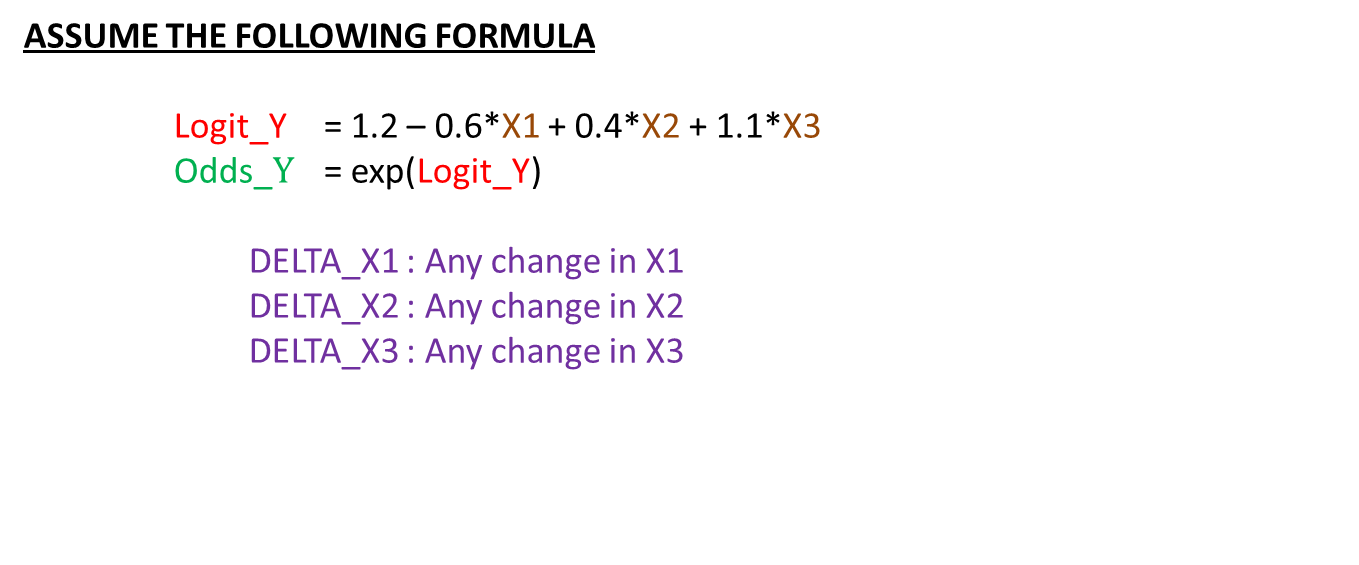 ASSUME THE FOLLOWING FORMULA
Logit_Y = 1.2 – 0.6*X1 + 0.4*X2 + 1.1*X3
Odds_Y = exp(Logit_Y)
DELTA_X1 : Any change in X1
DELTA_X2 : Any change in X2
DELTA_X3 : Any change in X3